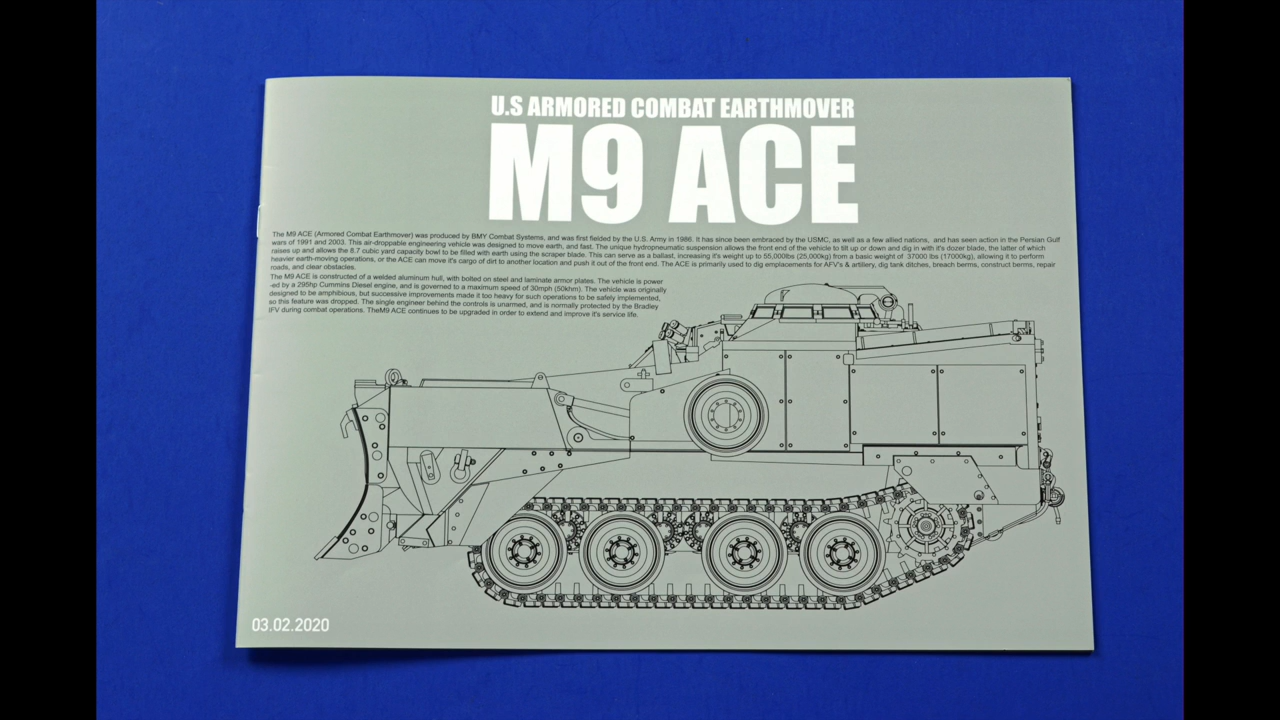 U.S ARMORED COMBAT EARTHMOVER
M9 ACE
The M9 ACE (Armored Combat Earthmover) was produced by BMY Combat Systems, and was first fielded by the U.S. Army in 1986. It has since been embraced by the USMC, as well as a few allied nations, and has seen action in the Persian Gulf
wars of 1991 and 2003. This air-droppable engineering vehicle was designed to move earth, and fast. The unique hydropneumatic suspension allows the front end of the vehicle to tilt up or down and dig in with it's dozer blade, the latter of which
raises up and allows the 8.7 cubic yard capacity bowl to be filled with earth using the scraper blade. This can serve as a ballast, increasing it's weight up to 55,000lbs (25,000kg) from a basic weight of 37000 lbs (17000kg), allowing it to perform
heavier earth-moving operations, or the ACE can move it's cargo of dirt to another location and push it out of the front end. The ACE is primarily used to dig emplacements for AFV's & artillery, dig tank ditches, breach berms, construct berms, repair
roads, and clear obstacles.
The M9 ACE is constructed of a welded aluminum hull, with bolted on steel and laminate armor plates. The vehicle is power
-ed by a 295hp Cummins Diesel engine, and is governed to a maximum speed of 30mph (50khm). The vehicle was originally
designed to be amphibious, but successive improvements made it too heavy for such operations to be safely implemented,
so this feature was dropped. The single engineer behind the controls is unarmed, and is normally protected by the Bradley
IFV during combat operations. TheM9 ACE continues to be upgraded in order to extend and improve it's service life.
03.02.2020